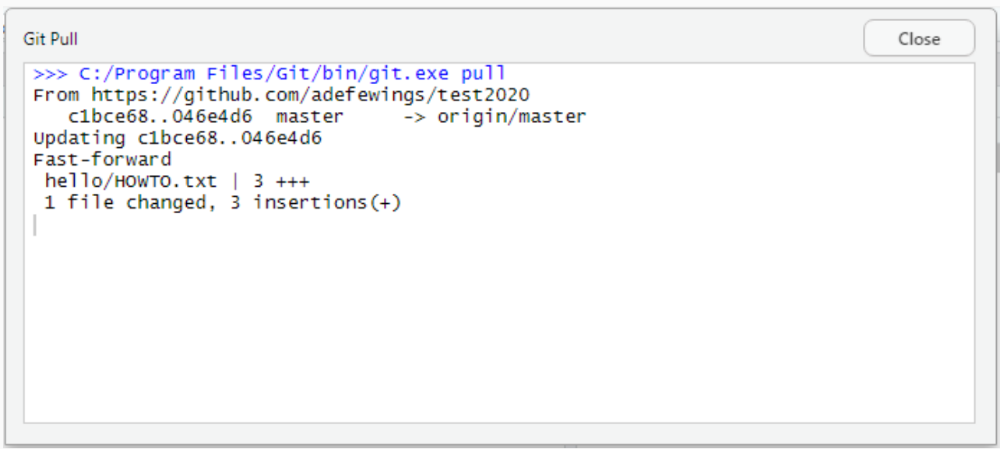 Git Pull
Close
>>> C:/Program Files/Git/bin/git.exe pull
From https://github.com/adefewings/test2020
   c1bce68..046e4d6  master     -> origin/master
Updating c1bce68..046e4d6
Fast-forward
 hello/HOWTO.txt | 3 +++
 1 file changed, 3 insertions(+)